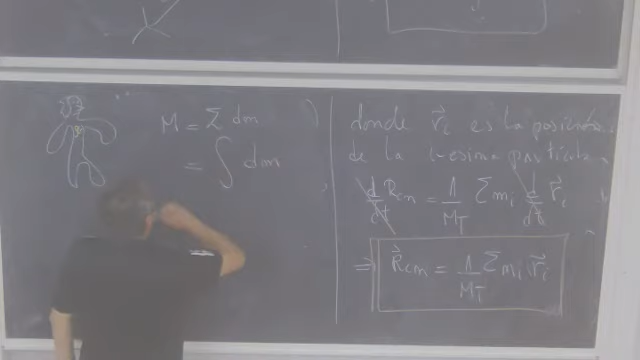 M = Σ dm
= ∫ dm
donde r⃗ᵢ es la posición
de la i-esima particula
d/dt R⃗cm = 1/M_T Σ mᵢ d/dt r⃗ᵢ
⇒ R⃗cm = 1/M_T Σ mᵢ r⃗ᵢ